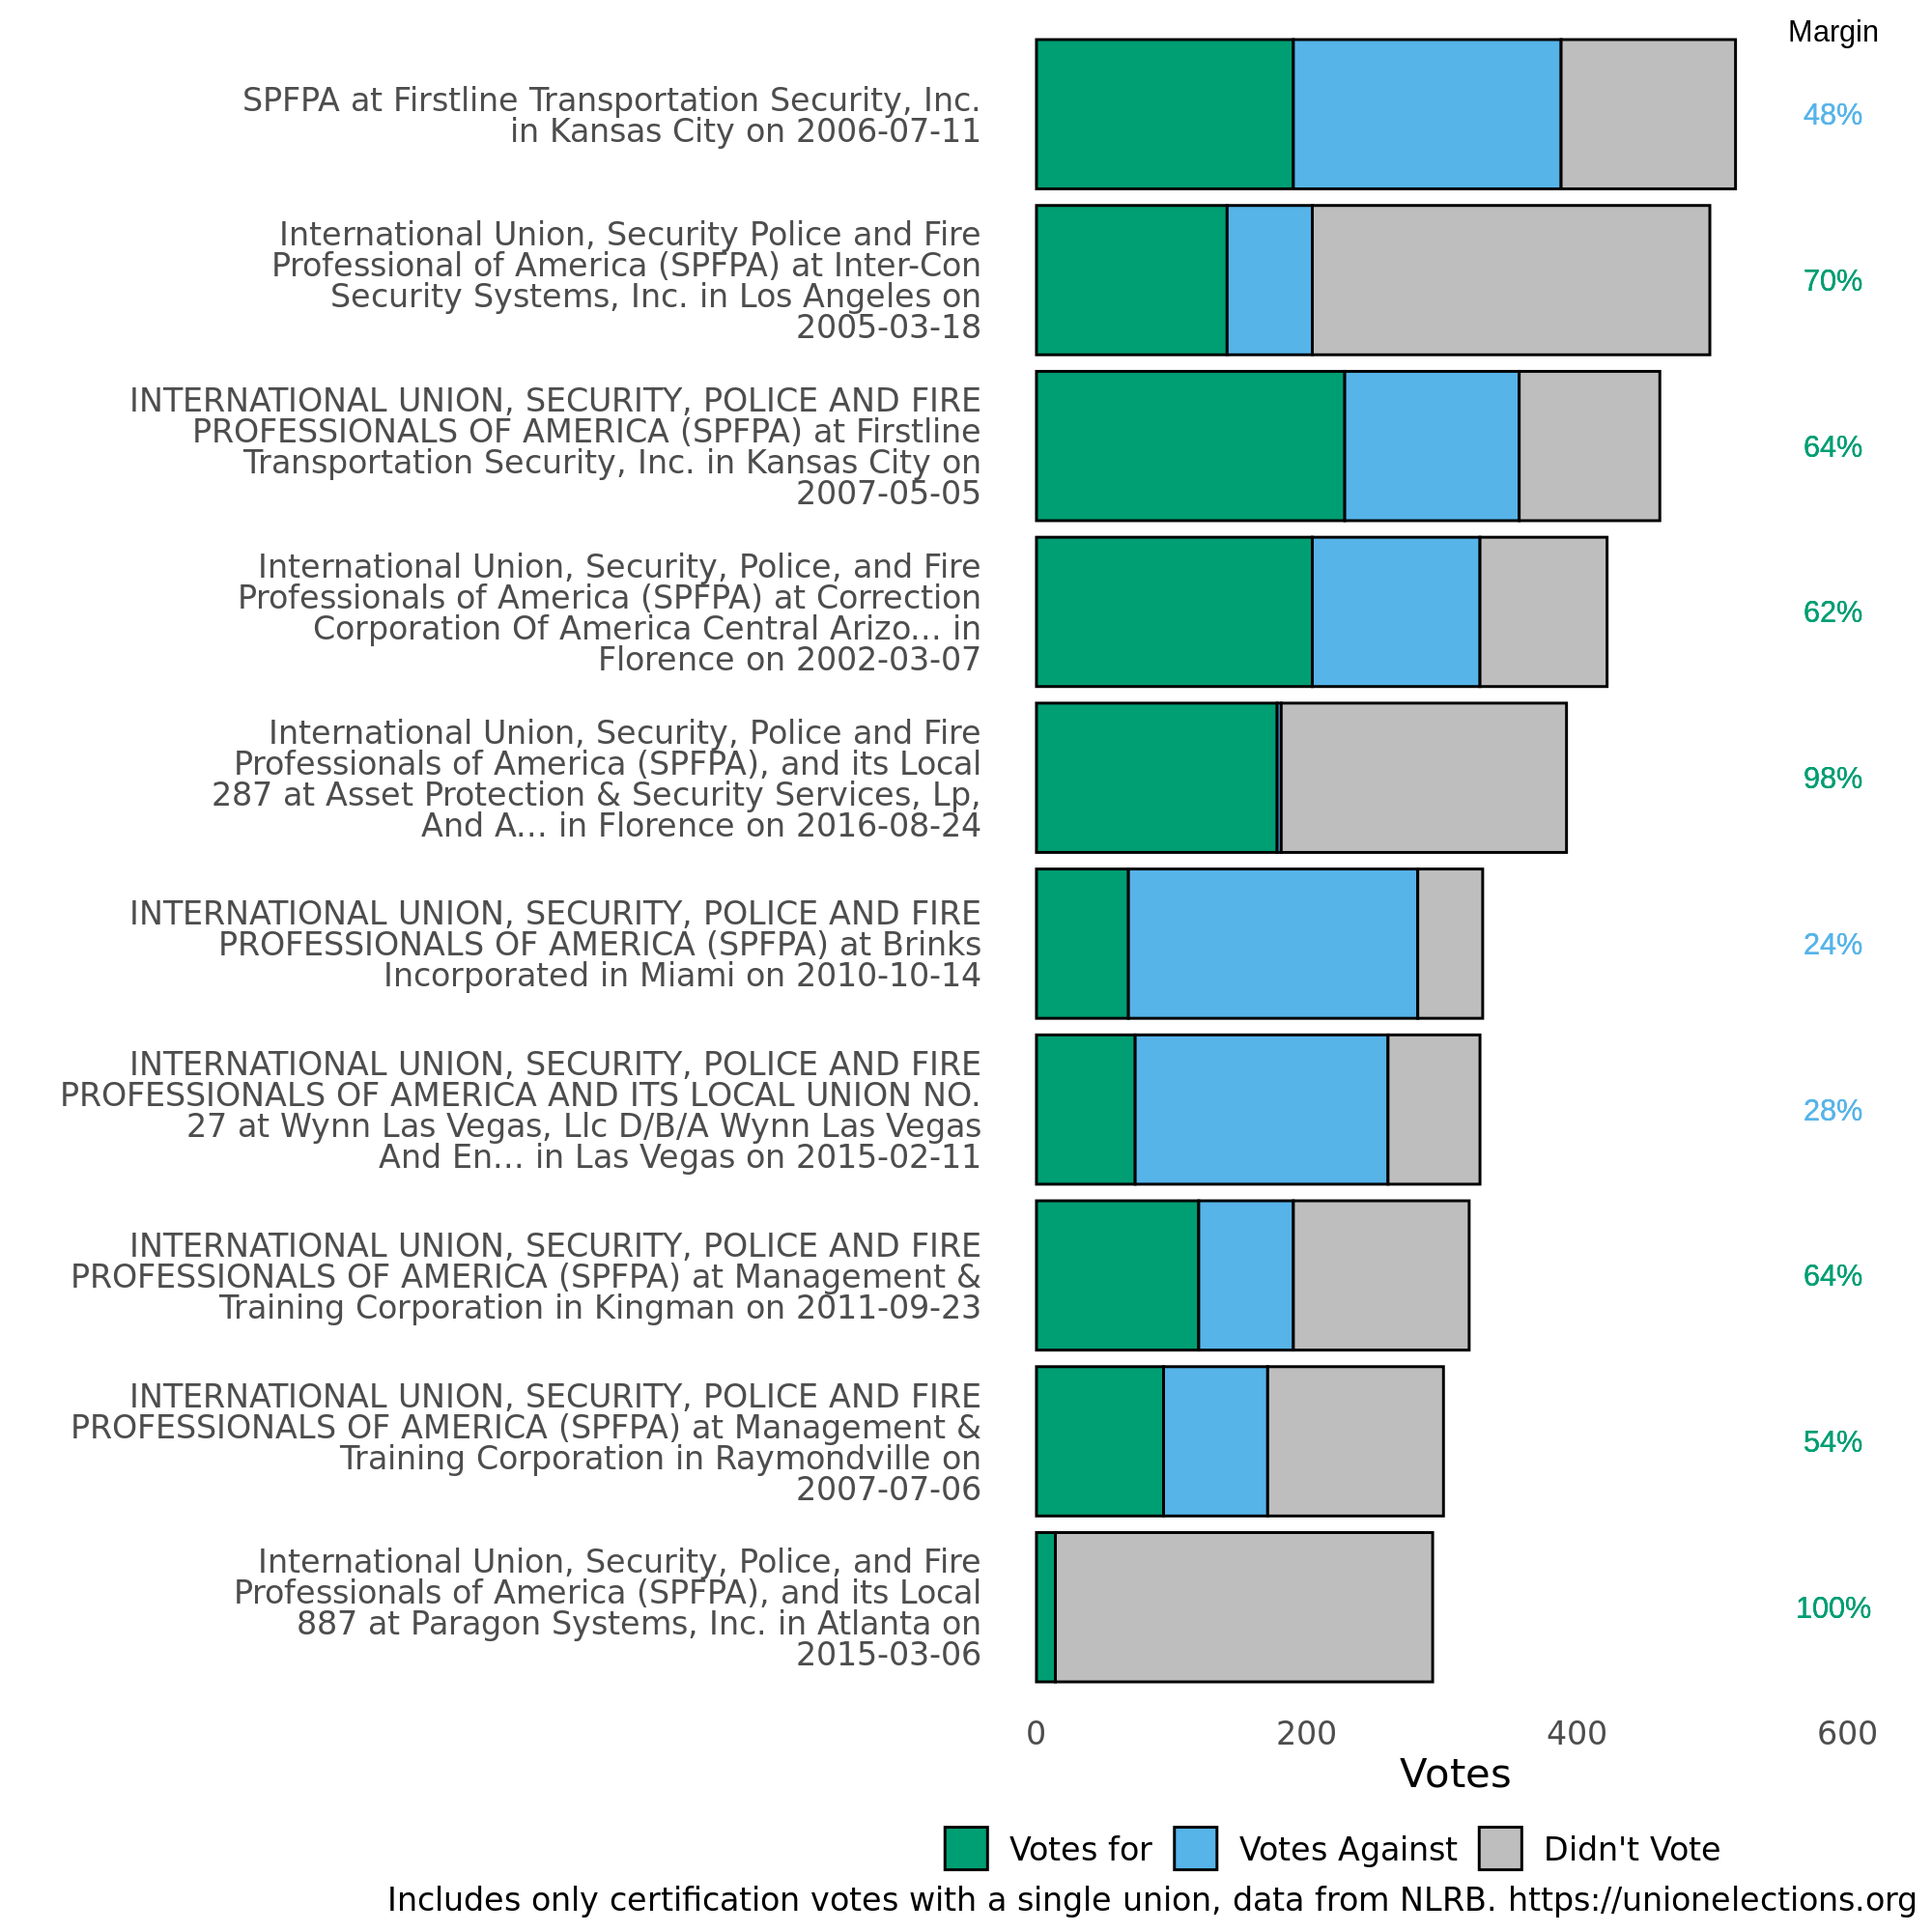 Margin
SPFPA at Firstline Transportation Security, Inc.
in Kansas City on 2006-07-11
48%
International Union, Security Police and Fire
Professional of America (SPFPA) at Inter-Con
Security Systems, Inc. in Los Angeles on
2005-03-18
70%
INTERNATIONAL UNION, SECURITY, POLICE AND FIRE
PROFESSIONALS OF AMERICA (SPFPA) at Firstline
Transportation Security, Inc. in Kansas City on
2007-05-05
64%
International Union, Security, Police, and Fire
Professionals of America (SPFPA) at Correction
Corporation Of America Central Arizo... in
Florence on 2002-03-07
62%
International Union, Security, Police and Fire
Professionals of America (SPFPA), and its Local
287 at Asset Protection & Security Services, Lp,
And A... in Florence on 2016-08-24
98%
INTERNATIONAL UNION, SECURITY, POLICE AND FIRE
PROFESSIONALS OF AMERICA (SPFPA) at Brinks
Incorporated in Miami on 2010-10-14
24%
INTERNATIONAL UNION, SECURITY, POLICE AND FIRE
PROFESSIONALS OF AMERICA AND ITS LOCAL UNION NO.
27 at Wynn Las Vegas, Llc D/B/A Wynn Las Vegas
And En... in Las Vegas on 2015-02-11
28%
INTERNATIONAL UNION, SECURITY, POLICE AND FIRE
PROFESSIONALS OF AMERICA (SPFPA) at Management &
Training Corporation in Kingman on 2011-09-23
64%
INTERNATIONAL UNION, SECURITY, POLICE AND FIRE
PROFESSIONALS OF AMERICA (SPFPA) at Management &
Training Corporation in Raymondville on
2007-07-06
54%
International Union, Security, Police, and Fire
Professionals of America (SPFPA), and its Local
887 at Paragon Systems, Inc. in Atlanta on
2015-03-06
100%
0 200 400 600
Votes
Votes for Votes Against Didn't Vote
Includes only certification votes with a single union, data from NLRB. https://unionelections.org